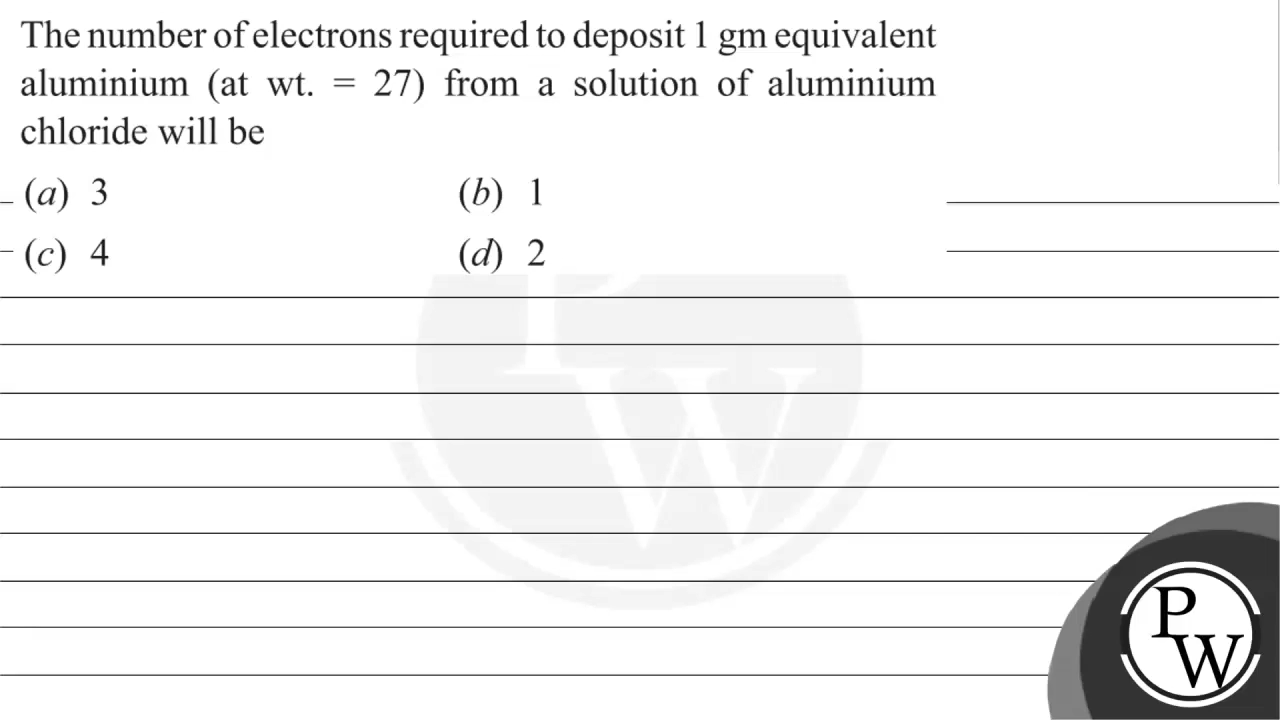 The number of electrons required to deposit 1 gm equivalent
aluminium (at wt. = 27) from a solution of aluminium
chloride will be
(a) 3 (b) 1
(c) 4 (d) 2
PW
PW